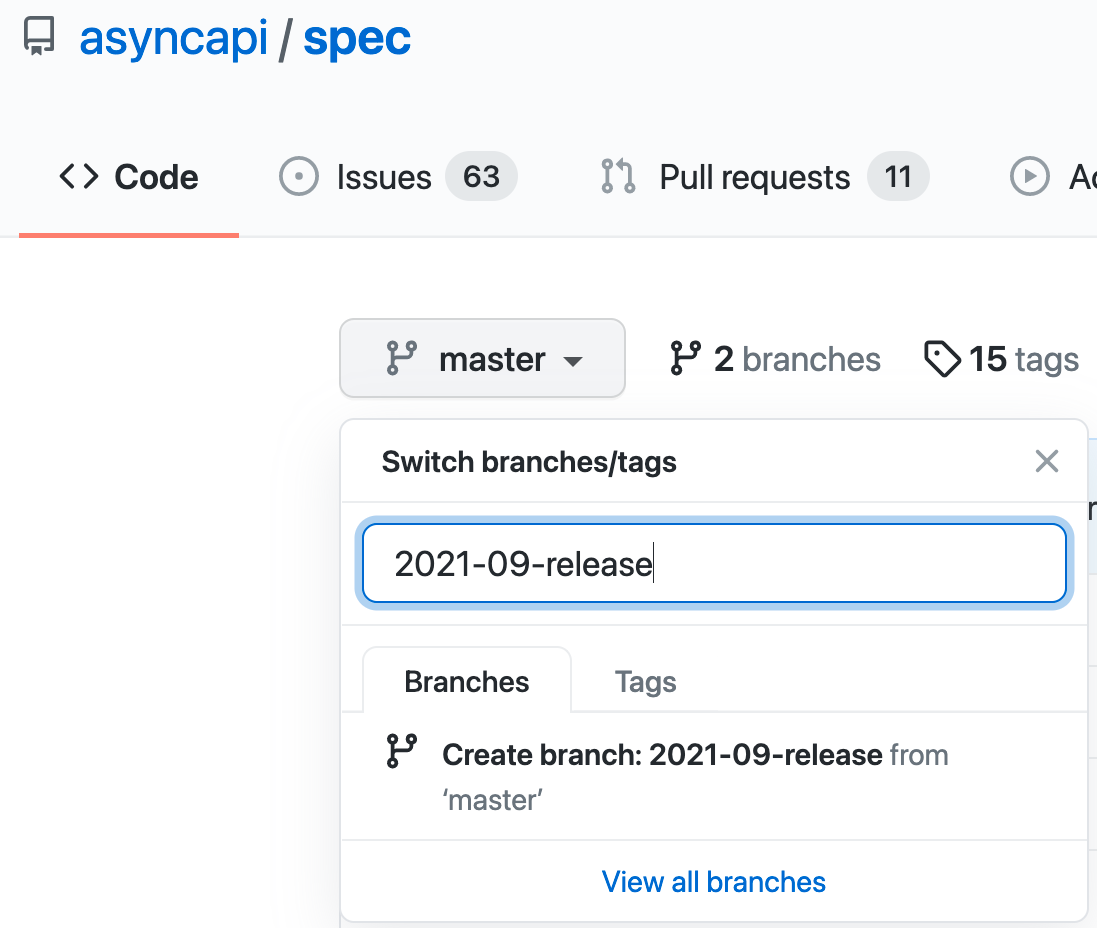 asyncapi / spec
Code Issues 63 Pull requests 11
master 2 branches 15 tags
Switch branches/tags
2021-09-release
Branches Tags
Create branch: 2021-09-release from
‘master’
View all branches